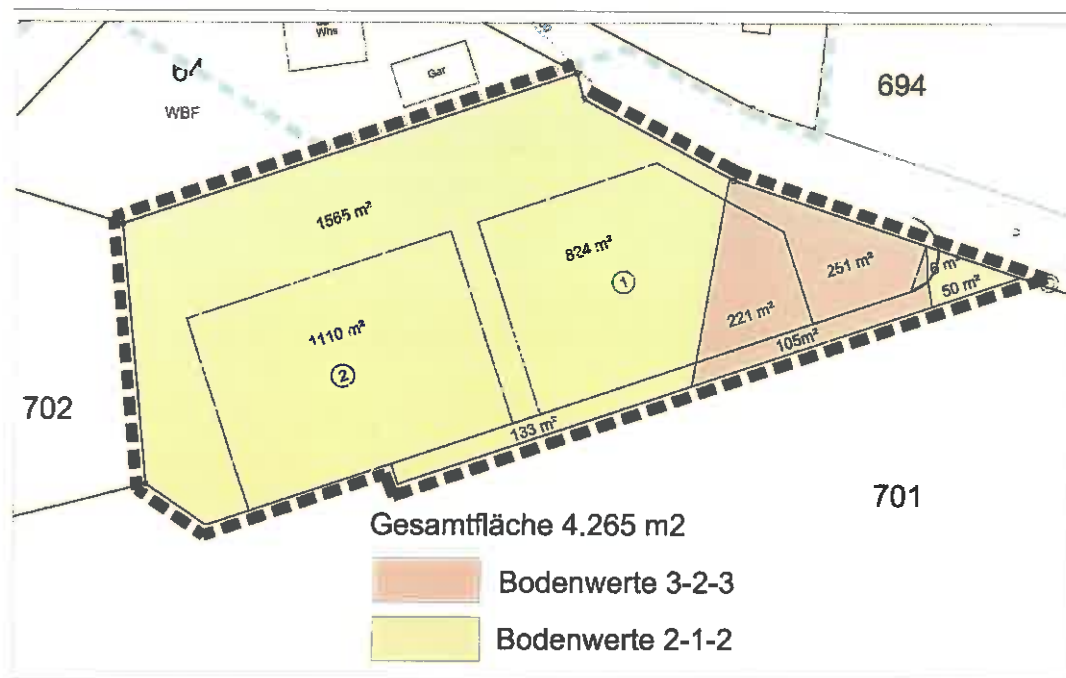 Whs
Gar
WBF
694
1565 m²
824 m²
1
251 m²
6 m²
50 m²
221 m²
105m²
1110 m²
2
702
133 m²
701
Gesamtfläche 4.265 m2
Bodenwerte 3-2-3
Bodenwerte 2-1-2